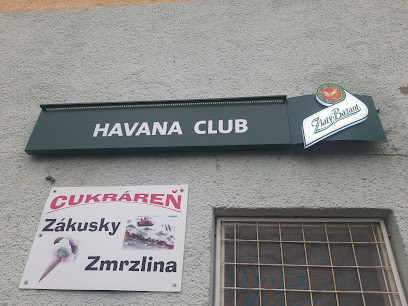 HAVANA CLUB
Zlatý Bažant
CUKRÁREŇ
Zákusky
Zmrzlina